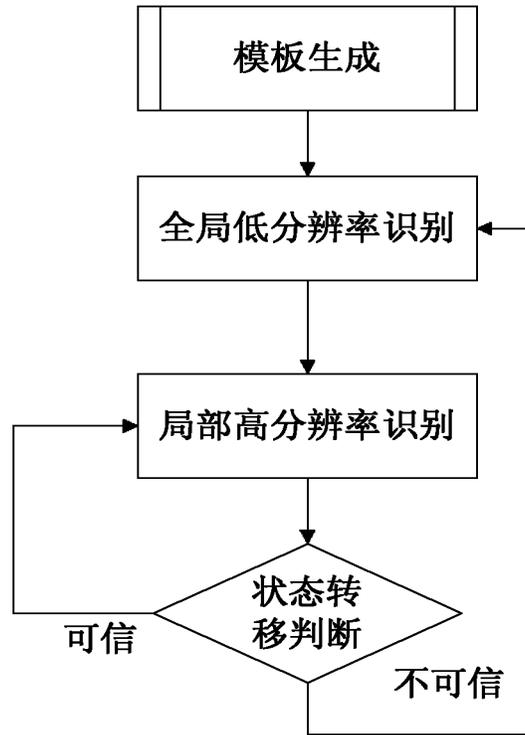 模板生成
全局低分辨率识别
局部高分辨率识别
状态转
移判断
可信
不可信